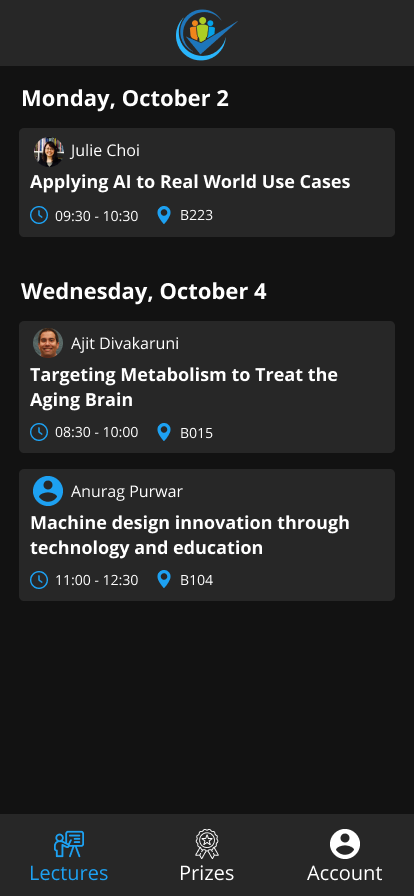 Monday, October 2
Julie Choi
Applying AI to Real World Use Cases
09:30 - 10:30 B223
Wednesday, October 4
Ajit Divakaruni
Targeting Metabolism to Treat the
Aging Brain
08:30 - 10:00 B015
Anurag Purwar
Machine design innovation through
technology and education
11:00 - 12:30 B104
Lectures Prizes Account